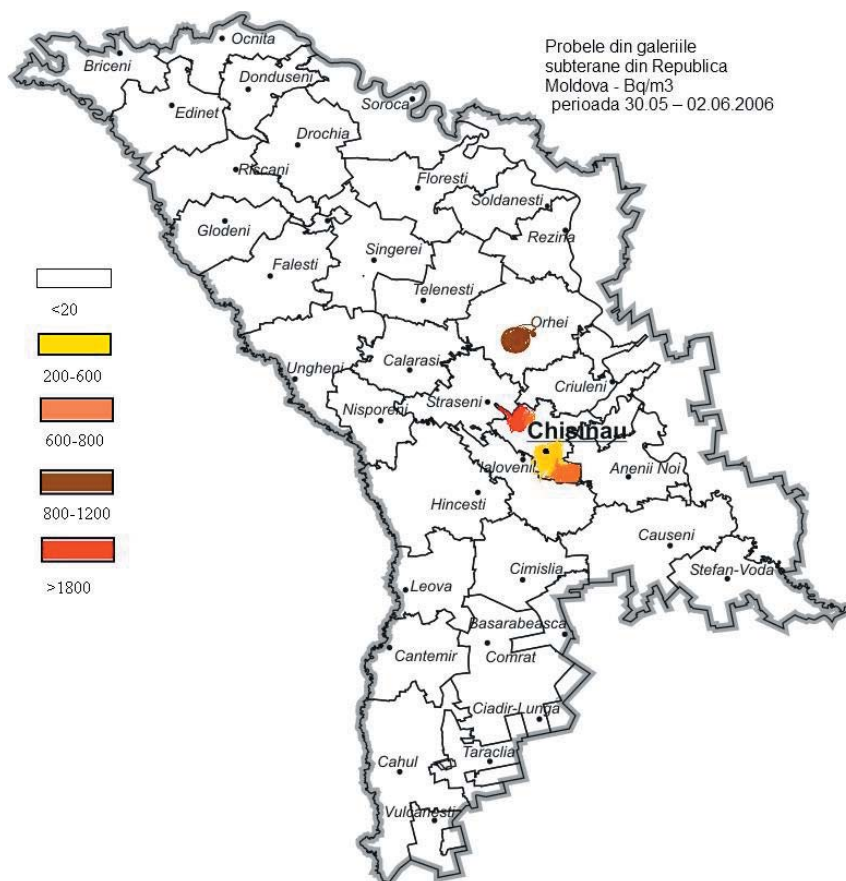 Probele din galeriile
subterane din Republica
Moldova - Bq/m3
perioada 30.05 – 02.06.2006
Ocnita
Briceni
Donduseni
Soroca
Edinet
Drochia
Riscani
Floresti
Soldanesti
Glodeni
Rezina
Singerei
Falesti
Telenesti
<20
Orhei
200-600
Calarasi
Ungheni
Criuleni
Straseni
Nisporeni
600-800
Chisinau
Ialovenil
Anenii Noi
Hincesti
800-1200
Causeni
Cimislia
Stefan-Voda
>1800
Leova
Basarabeasca
Cantemir
Comrat
Ciadir-Lunga
Taraclia
Cahul
Vulcanesti